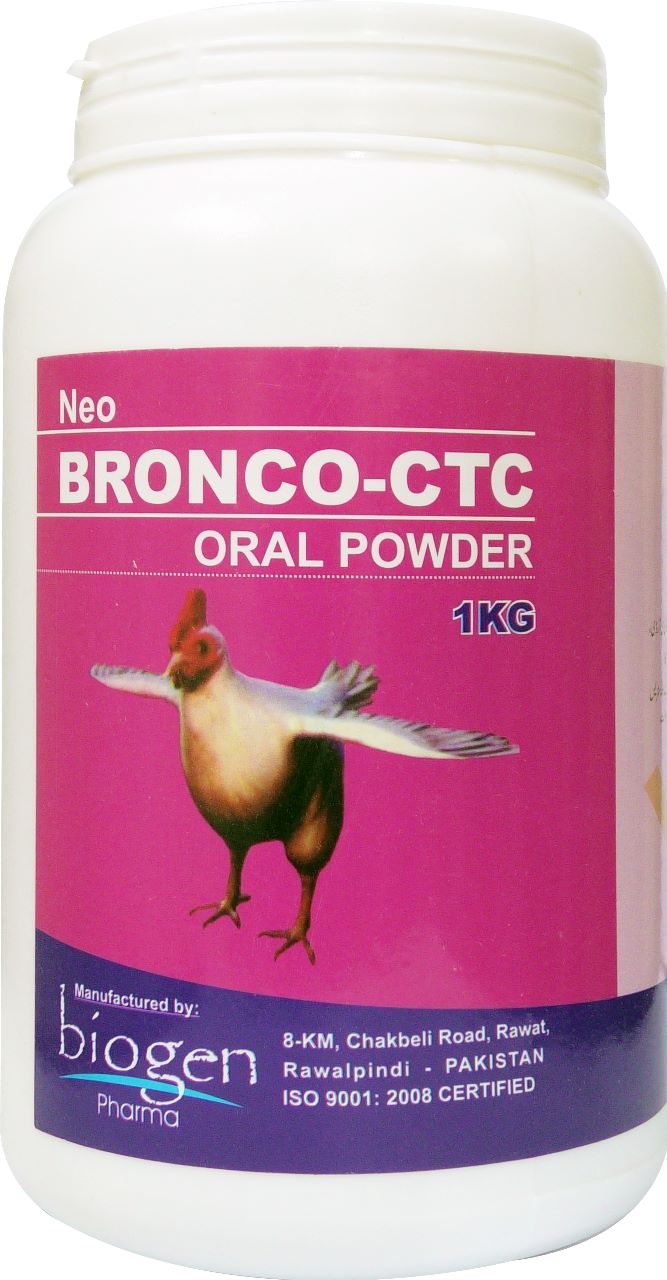 Neo
BRONCO-CTC
ORAL POWDER
1KG
Manufactured by:
biogen
Pharma
8-KM, Chakbeli Road, Rawat,
Rawalpindi - PAKISTAN
ISO 9001: 2008 CERTIFIED